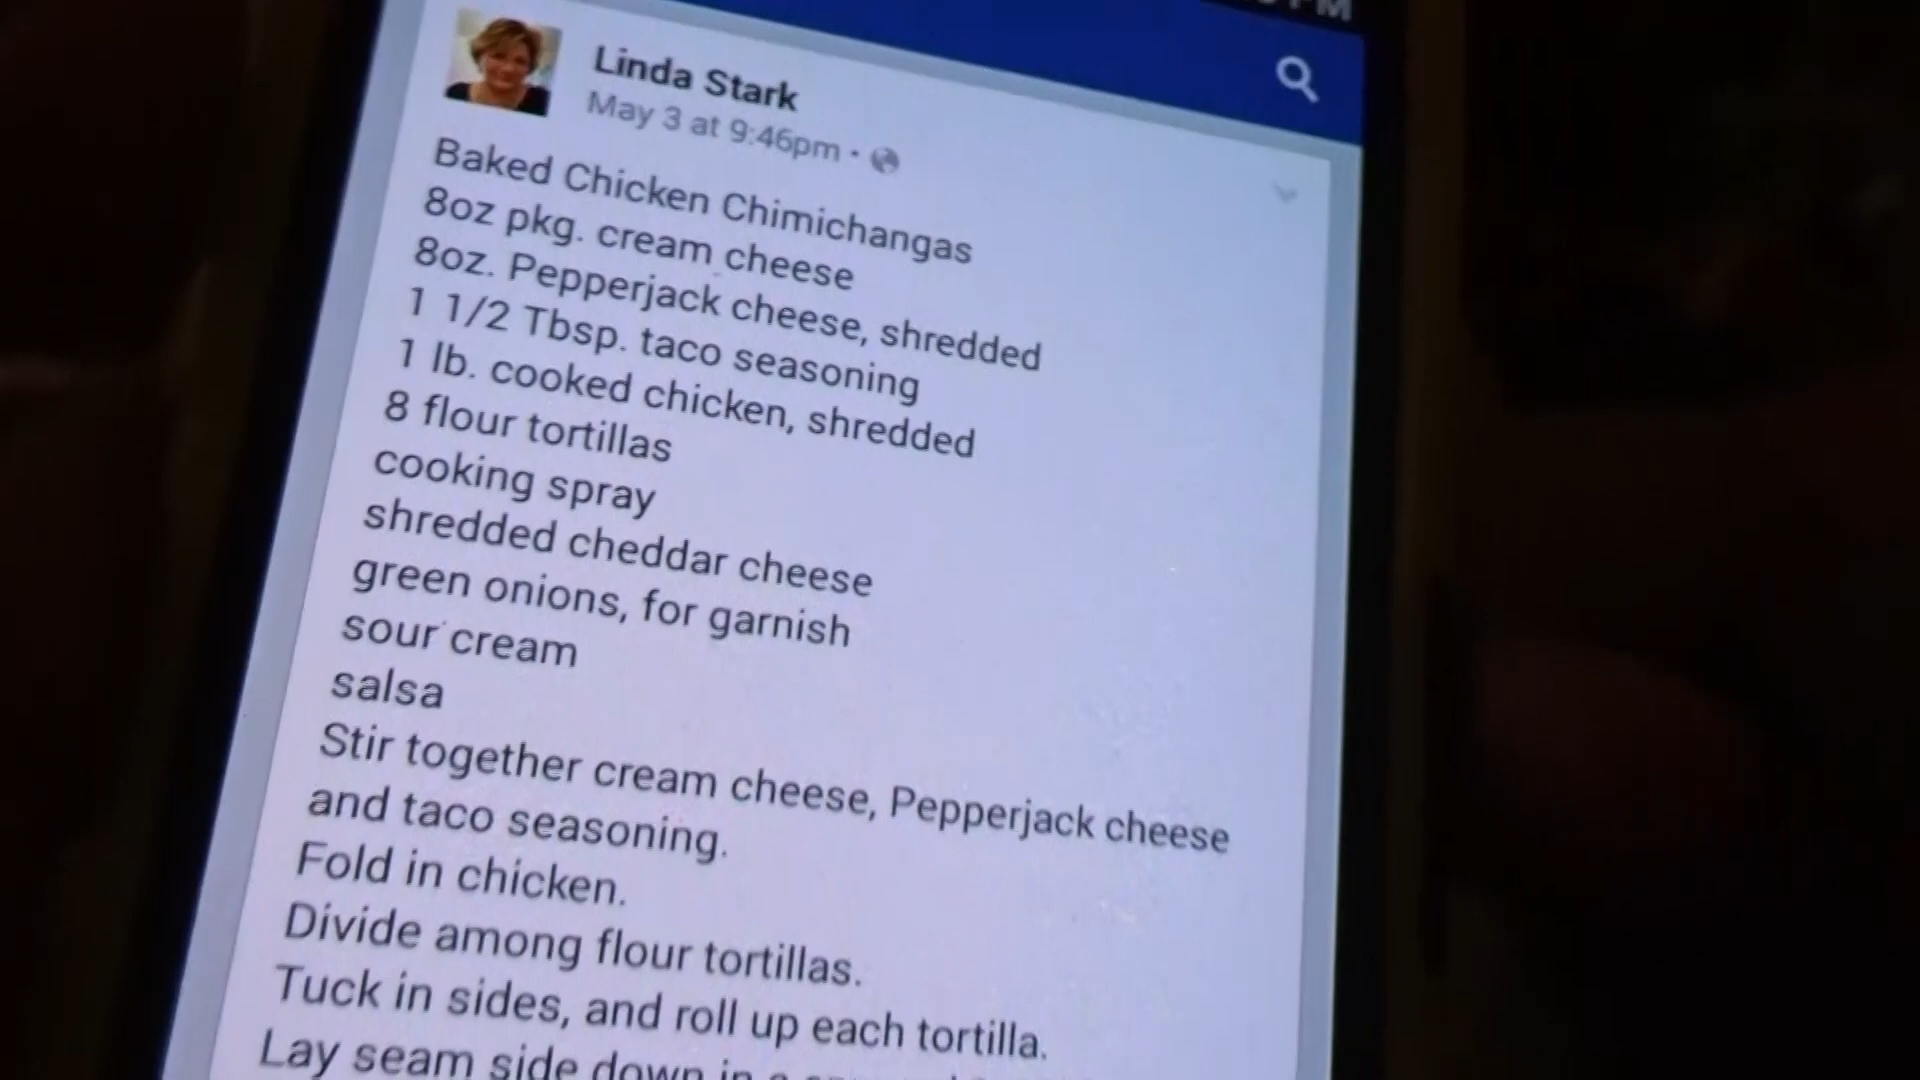 PM
Linda Stark
May 3 at 9:46pm ·
Baked Chicken Chimichangas
8oz pkg. cream cheese
8oz. Pepperjack cheese, shredded
1 1/2 Tbsp. taco seasoning
1 lb. cooked chicken, shredded
8 flour tortillas
cooking spray
shredded cheddar cheese
green onions, for garnish
sour cream
salsa
Stir together cream cheese, Pepperjack cheese
and taco seasoning.
Fold in chicken.
Divide among flour tortillas.
Tuck in sides, and roll up each tortilla.
Lay seam side down in a